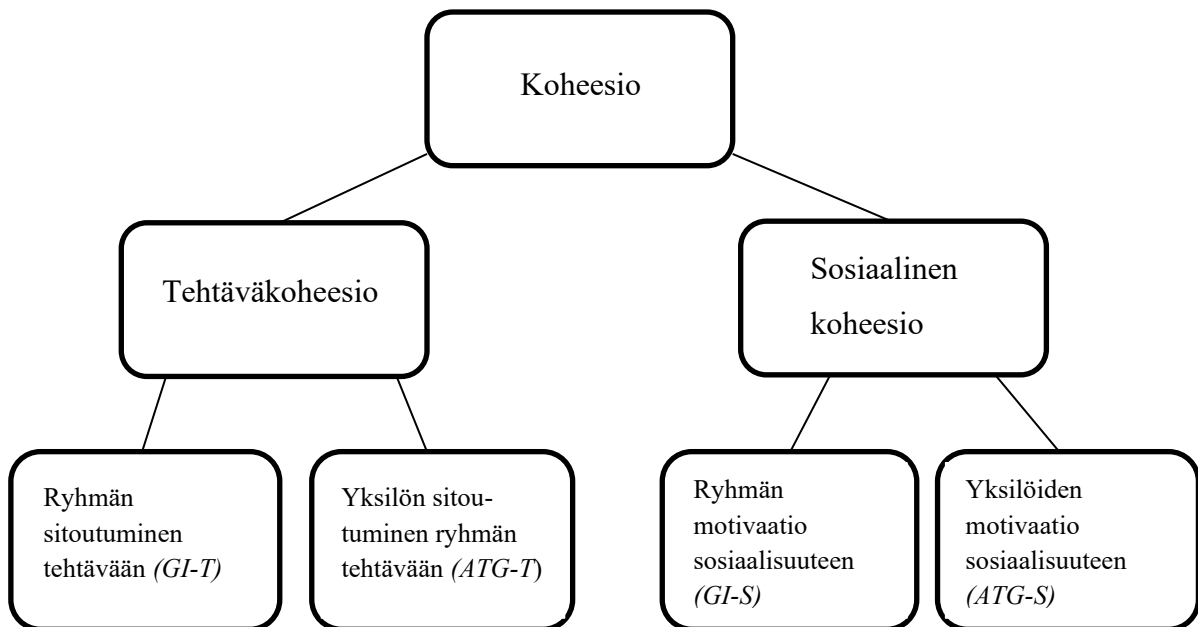 Koheesio
Tehtäväkoheesio
Sosiaalinen
koheesio
Ryhmän
sitoutuminen
tehtävään (GI-T)
Yksilön sitou-
tuminen ryhmän
tehtävään (ATG-T)
Ryhmän
motivaatio
sosiaalisuuteen
(GI-S)
Yksilöiden
motivaatio
sosiaalisuuteen
(ATG-S)